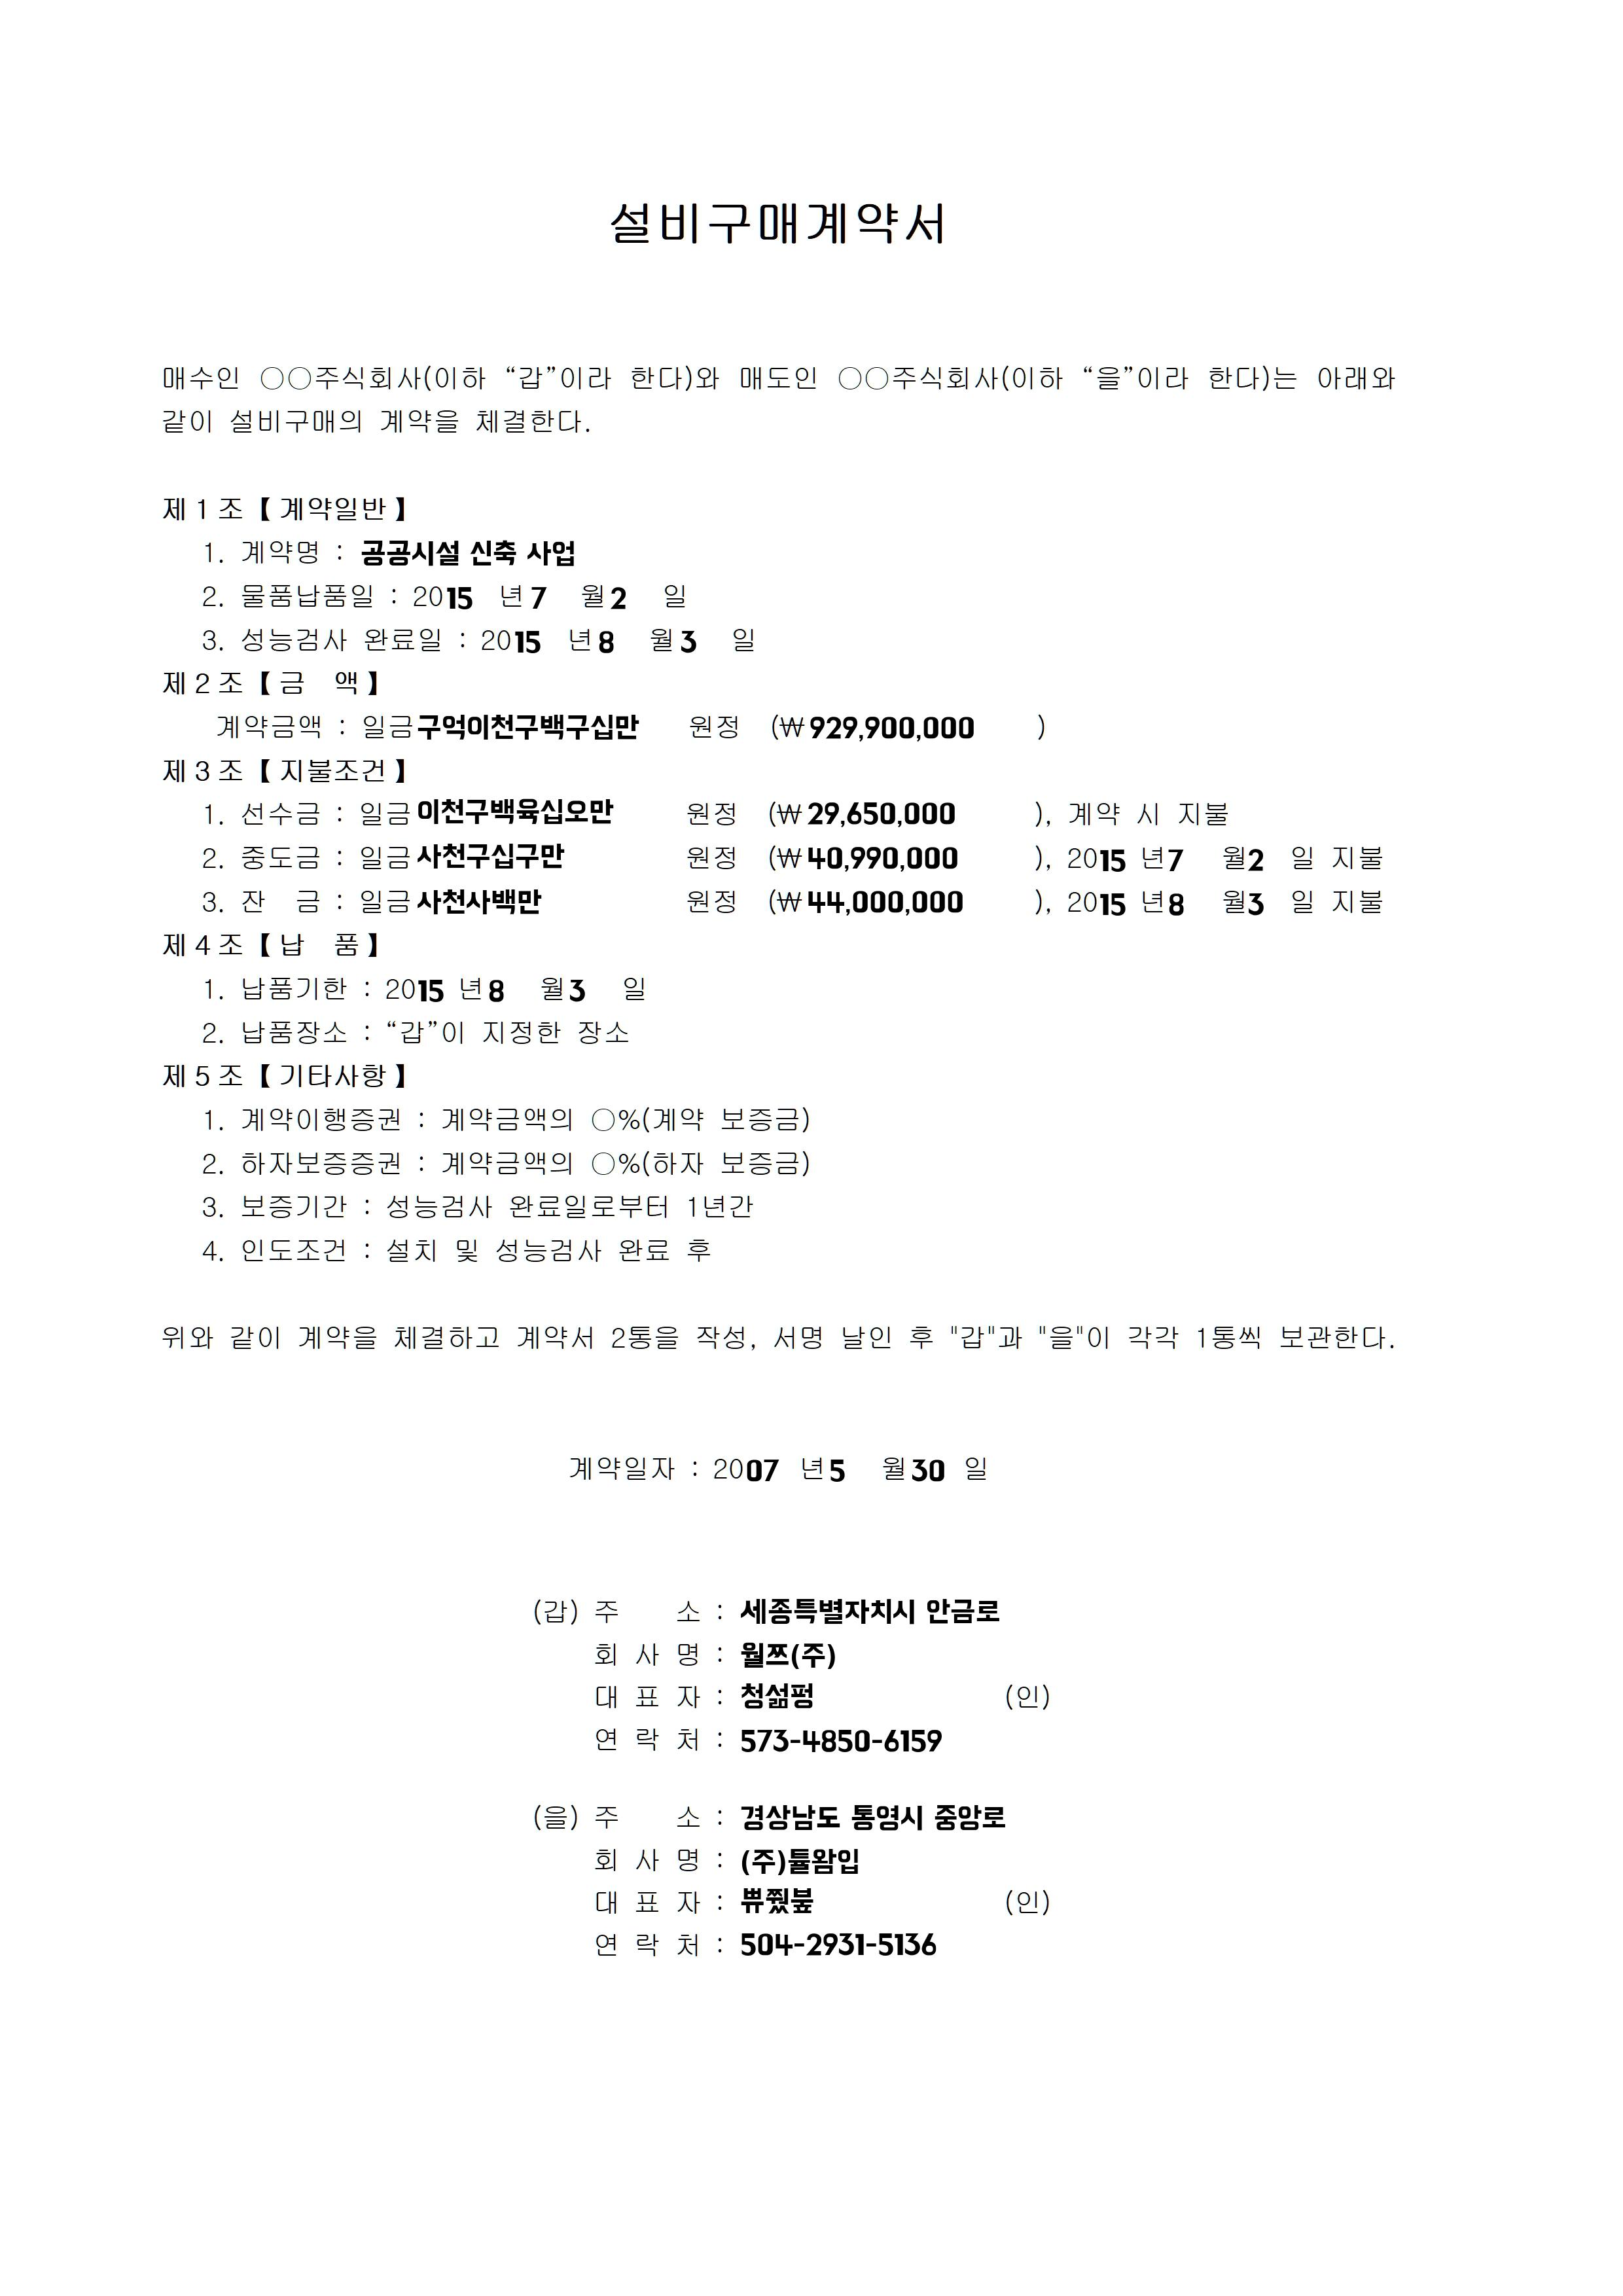 설비구매계약서
매수인 ○○주식회사(이하 “갑”이라 한다)와 매도인 ○○주식회사(이하 “을”이라 한다)는 아래와
같이 설비구매의 계약을 체결한다.
제1조【계약일반】
1. 계약명 : 공공시설 신축 사업
2. 물품납품일 : 2015 년 7 월 2 일
3. 성능검사 완료일 : 2015 년 8 월 3 일
제2조【금 액】
계약금액 : 일금 구억이천구백구십만 원정 (₩ 929,900,000 )
제3조【지불조건】
1. 선수금 : 일금 이천구백육십오만 원정 (₩ 29,650,000 ), 계약 시 지불
2. 중도금 : 일금 사천구십구만 원정 (₩ 40,990,000 ), 2015 년 7 월 2 일 지불
3. 잔 금 : 일금 사천사백만 원정 (₩ 44,000,000 ), 2015 년 8 월 3 일 지불
제4조【납 품】
1. 납품기한 : 2015 년 8 월 3 일
2. 납품장소 : “갑”이 지정한 장소
제5조【기타사항】
1. 계약이행증권 : 계약금액의 ○%(계약 보증금)
2. 하자보증증권 : 계약금액의 ○%(하자 보증금)
3. 보증기간 : 성능검사 완료일로부터 1년간
4. 인도조건 : 설치 및 성능검사 완료 후
위와 같이 계약을 체결하고 계약서 2통을 작성, 서명 날인 후 "갑"과 "을"이 각각 1통씩 보관한다.
계약일자 : 2007 년 5 월 30 일
(갑) 주 소 : 세종특별자치시 안금로
회 사 명 : 월쯔(주)
대 표 자 : 청섦펑 (인)
연 락 처 : 573-4850-6159
(을) 주 소 : 경상남도 통영시 중앙로
회 사 명 : (주)튤왐입
대 표 자 : (인)
연 락 처 : 504-2931-5136